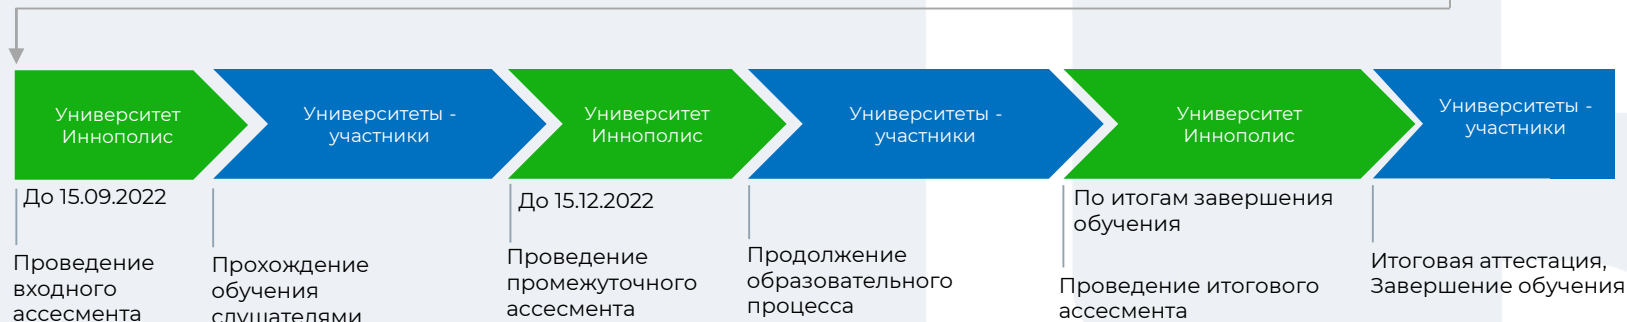 Университет
Иннополис
Университеты -
участники
Университет
Иннополис
Университеты -
участники
Университет
Иннополис
Университеты -
участники
До 15.09.2022
Проведение
входного
ассесмента
Прохождение
обучения
слушателями
До 15.12.2022
Проведение
промежуточного
ассесмента
Продолжение
образовательного
процесса
По итогам завершения
обучения
Проведение итогового
ассесмента
Итоговая аттестация,
Завершение обучения